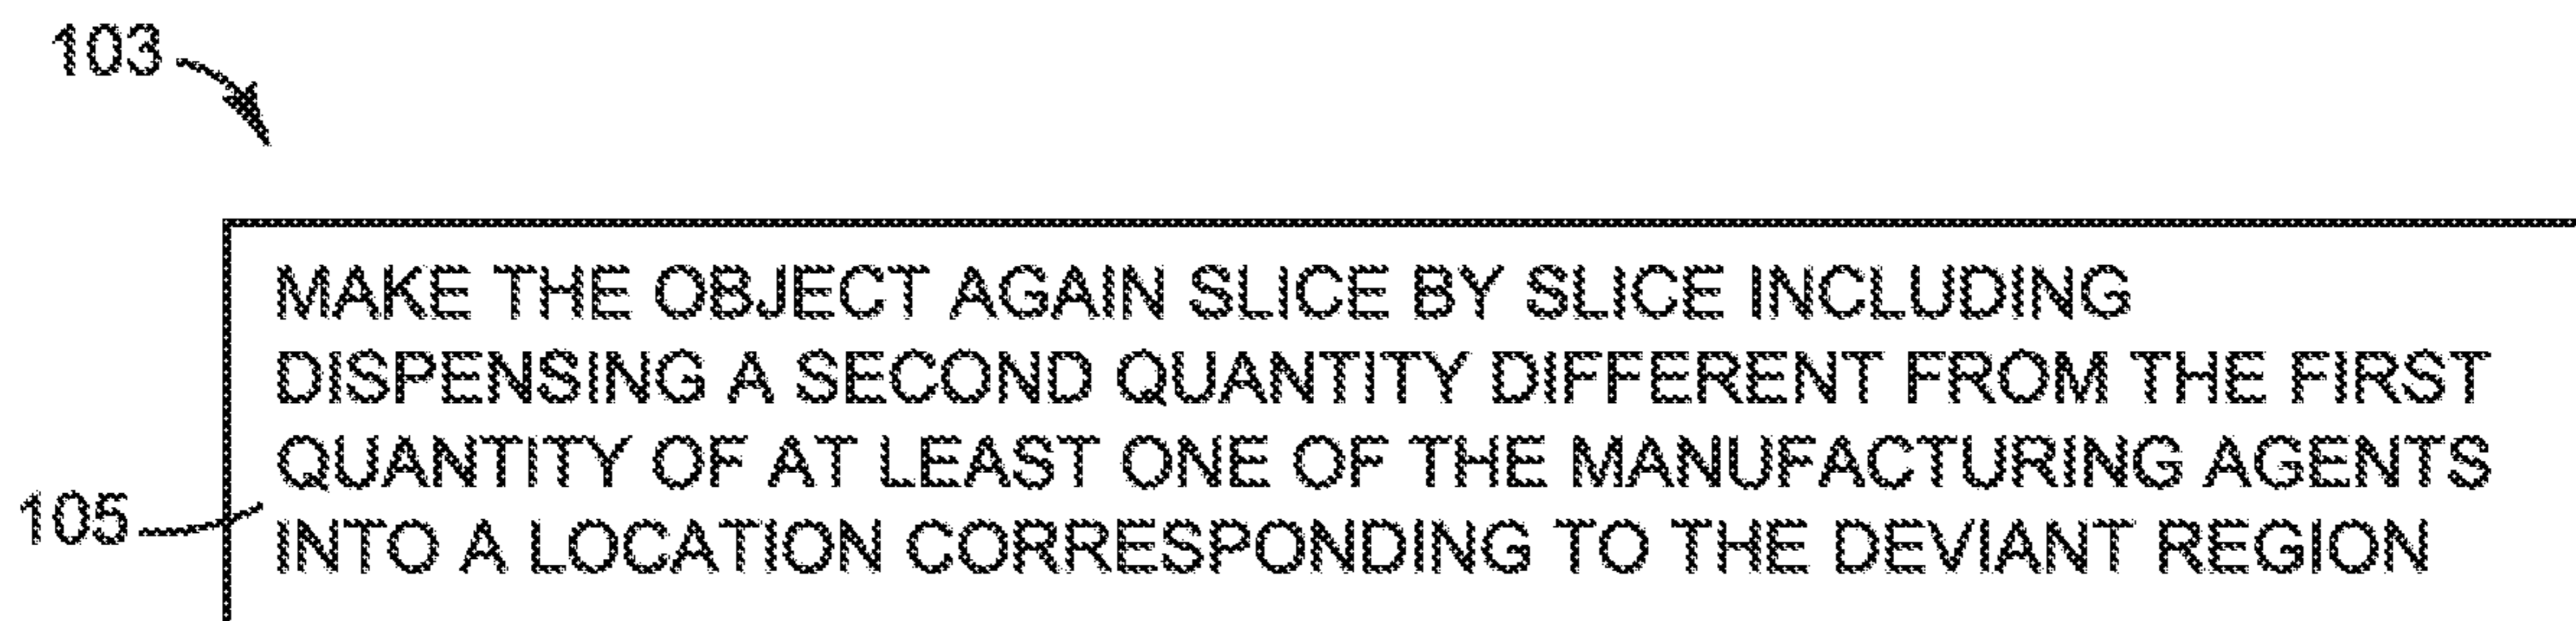 103
MAKE THE OBJECT AGAIN SLICE BY SLICE INCLUDING
DISPENSING A SECOND QUANTITY DIFFERENT FROM THE FIRST
QUANTITY OF AT LEAST ONE OF THE MANUFACTURING AGENTS
INTO A LOCATION CORRESPONDING TO THE DEVIANT REGION
105